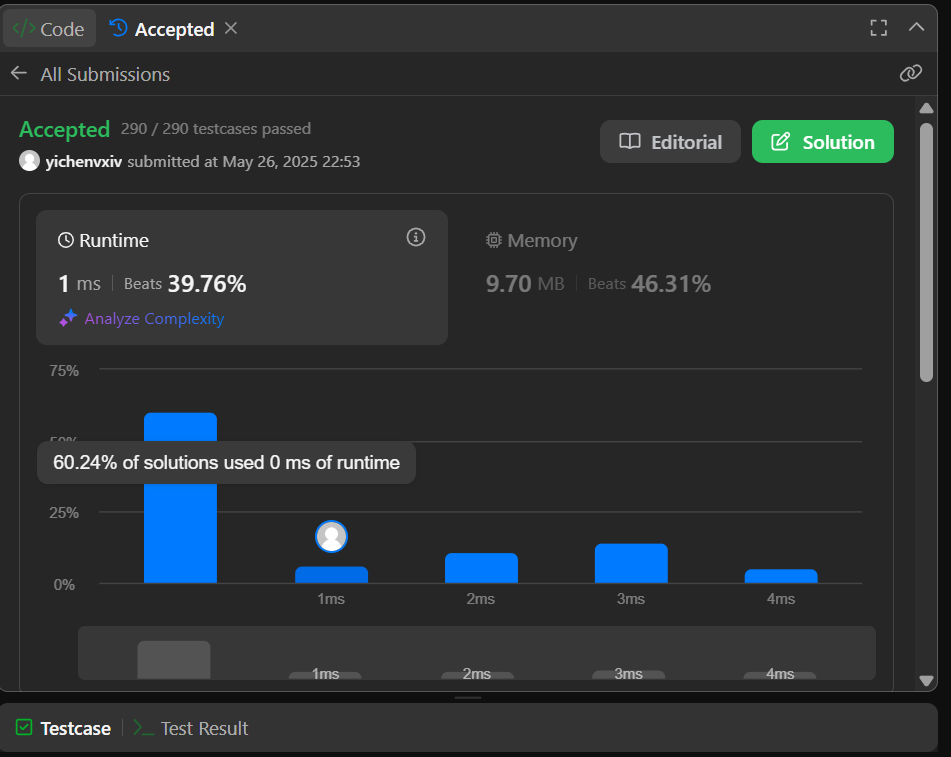 Code Accepted
All Submissions
Accepted 290 / 290 testcases passed
Editorial Solution
yichenvxiv submitted at May 26, 2025 22:53
Runtime Memory
1 ms Beats 39.76% 9.70 MB Beats 46.31%
Analyze Complexity
75%
50%
60.24% of solutions used 0 ms of runtime
25%
0%
1ms 2ms 3ms 4ms
1ms 2ms 3ms 4ms
Testcase Test Result